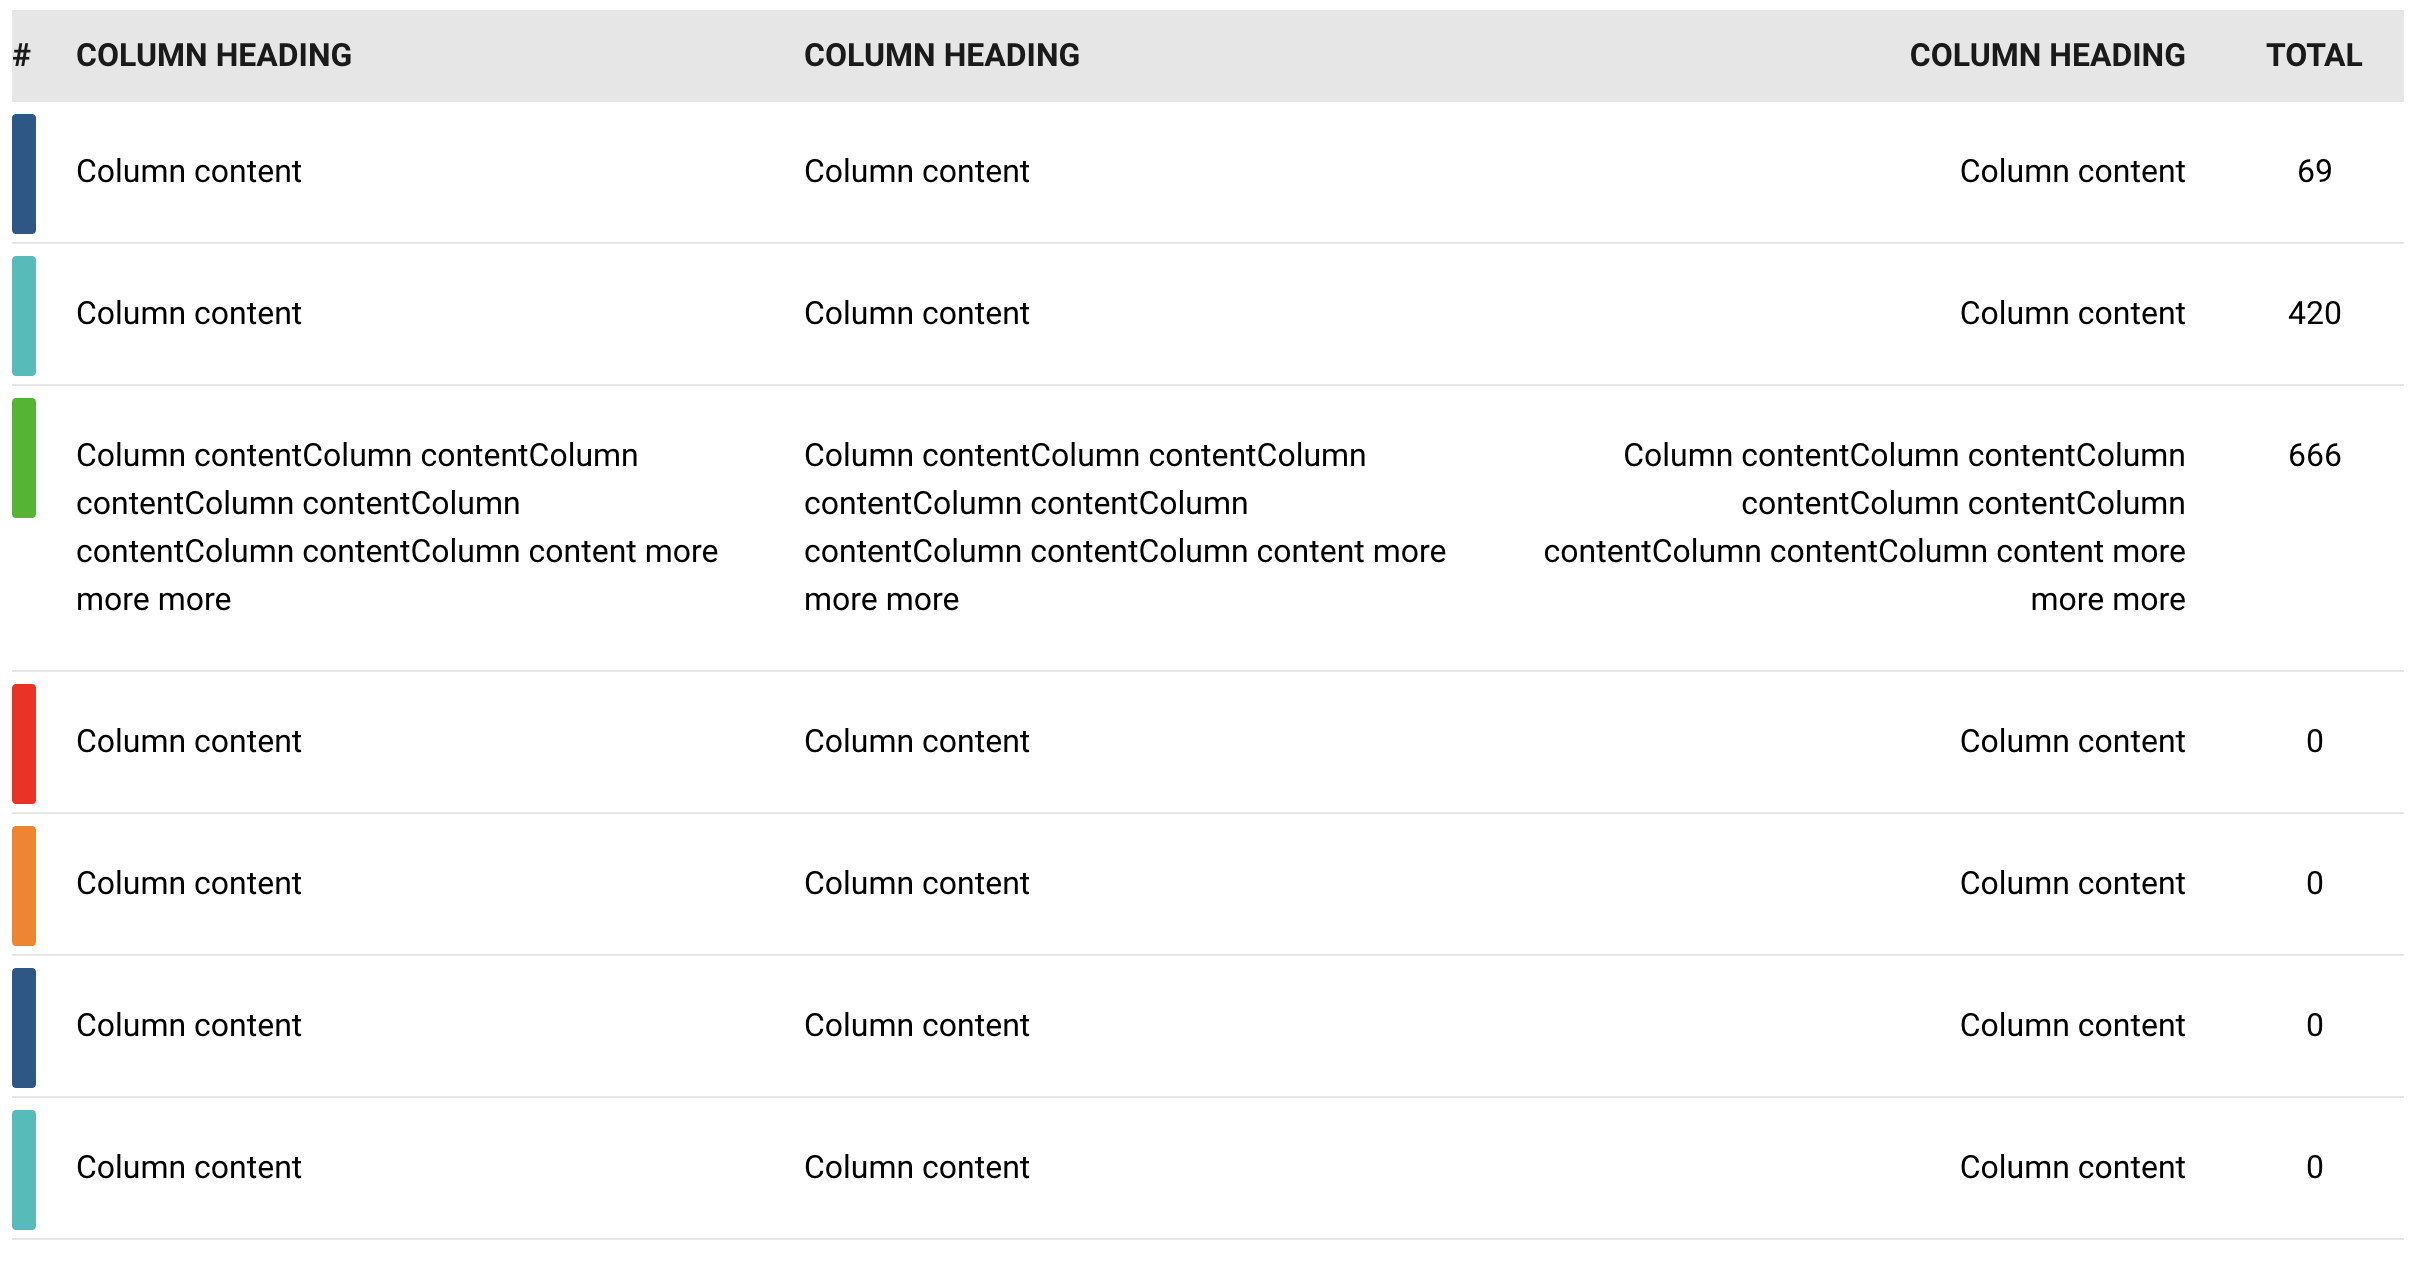 # COLUMN HEADING COLUMN HEADING COLUMN HEADING TOTAL
Column content Column content Column content 69
Column content Column content Column content 420
Column contentColumn contentColumn Column contentColumn contentColumn Column contentColumn contentColumn 666
contentColumn contentColumn contentColumn contentColumn contentColumn contentColumn
contentColumn contentColumn content more contentColumn contentColumn content more contentColumn contentColumn content more
more more more more more more
Column content Column content Column content 0
Column content Column content Column content 0
Column content Column content Column content 0
Column content Column content Column content 0